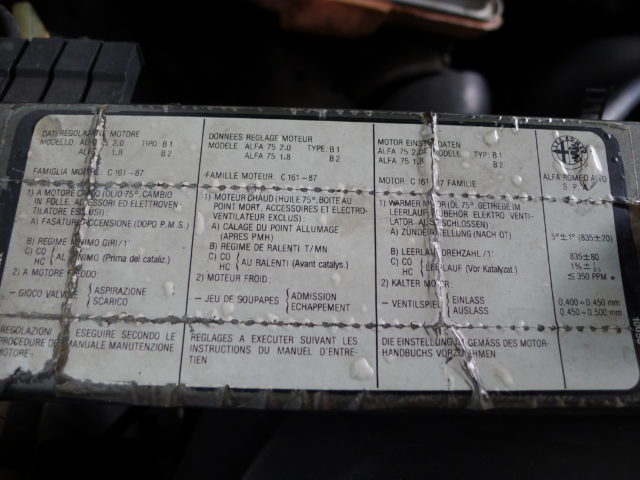 DATI REGOLAZIONE MOTORE
MODELLO ALFA 75 2.0 TIPO B1
ALFA 75 1.8 B2
FAMIGLIA MOTORE C 161-87
1) A MOTORE CALDO (OLIO 75°, CAMBIO
IN FOLLE, ACCESSORI ED ELETTROVEN-
TILATORE ESCLUSI):
A) FASATURA ACCENSIONE (DOPO P.M.S.)
B) REGIME MINIMO GIRI/1'
C) CO
HC AL MINIMO (Prima del cataliz.)
2) A MOTORE FREDDO
- GIOCO VALVOLE ASPIRAZIONE
SCARICO
REGOLAZIONI ESEGUIRE SECONDO LE
PROCEDURE DEL MANUALE MANUTENZIONE
MOTORE
DONNÉES REGLAGE MOTEUR
MODELE: ALFA 75 2.0 TYPE: B1
ALFA 75 1.8 B2
FAMILLE MOTEUR: C 161-87
1) MOTEUR CHAUD (HUILE 75°, BOITE AU
POINT MORT, ACCESSOIRES ET ELECTRO-
VENTILATEUR EXCLUS):
A) CALAGE DU POINT ALLUMAGE
(APRES PMH)
B) REGIME DE RALENTI T/MN
C) CO
HC AU RALENTI (Avant catalys.)
2) MOTEUR FROID:
- JEU DE SOUPAPES ADMISSION
ECHAPPEMENT
REGLAGES A EXECUTER SUIVANT LES
INSTRUCTIONS DU MANUEL D'ENTRE-
TIEN
MOTOR EINSTELLDATEN
ALFA 75 2.0 MODELL TYP: B1
ALFA 75 1.8 B2
MOTOR: C 161-87 FAMILIE
1) WARMER MOTOR (ÖL 75°, GETRIEBE IM
LEERLAUF, ZUBEHÖR ELEKTRO VENTI-
LATOR AUSGESCHLOSSEN)
A) ZÜNDEINSTELLUNG (NACH OT)
B) LEERLAUFDREHZAHL /1'
C) CO
HC LEERLAUF (Vor Katalyzat.)
2) KALTER MOTOR
- VENTILSPIEL EINLASS
AUSLASS
DIE EINSTELLUNG GEMÄSS DES MOTOR-
HANDBUCHS VORZUNEHMEN
ALFA ROMEO AUTO
S.P.A.
5°±1° (835±20)
835±80
≤ 350 PPM
0.400÷0.450 mm
0.450÷0.500 mm